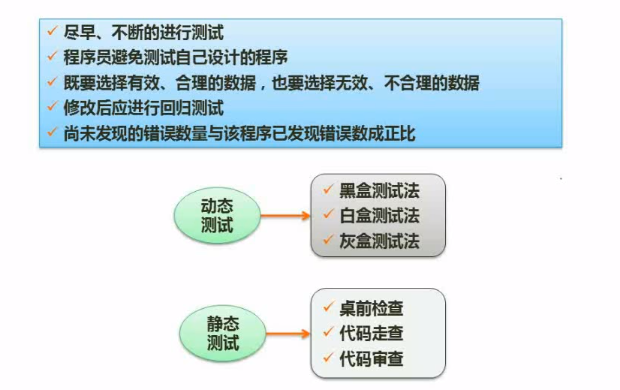 尽早、不断的进行测试
程序员避免测试自己设计的程序
既要选择有效、合理的数据，也要选择无效、不合理的数据
修改后应进行回归测试
尚未发现的错误数量与该程序已发现错误数成正比
动态
测试
黑盒测试法
白盒测试法
灰盒测试法
静态
测试
桌前检查
代码走查
代码审查